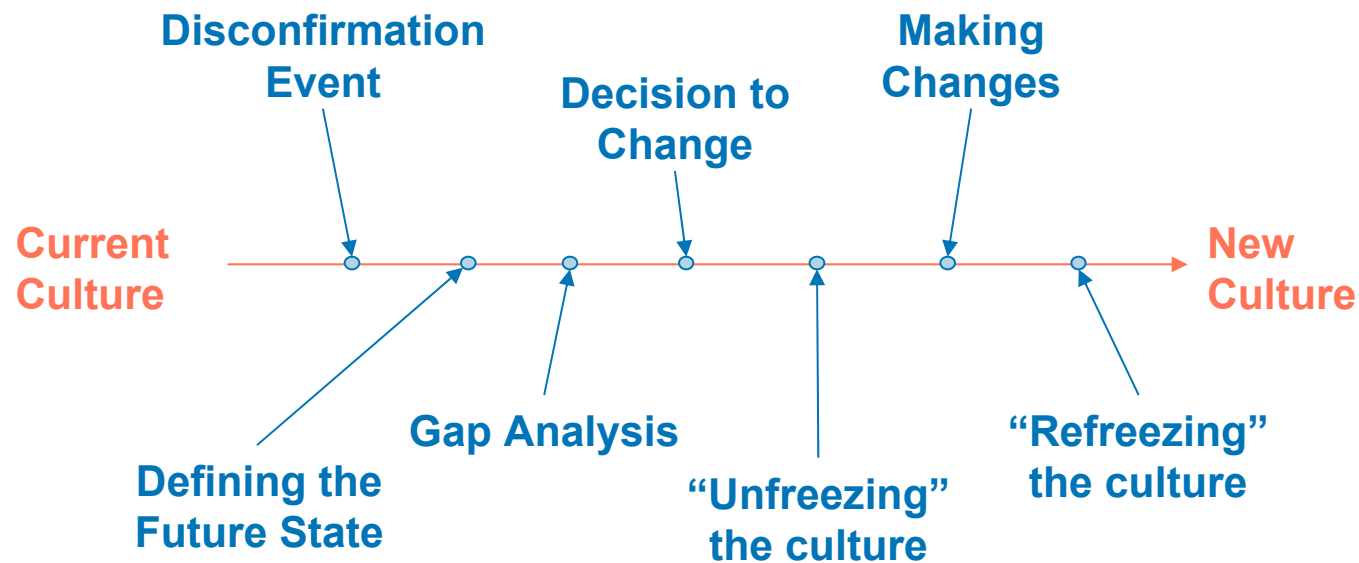 Disconfirmation
Event
Making
Changes
Decision to
Change
Current
Culture
New
Culture
Gap Analysis
“Refreezing”
the culture
Defining the
Future State
“Unfreezing”
the culture